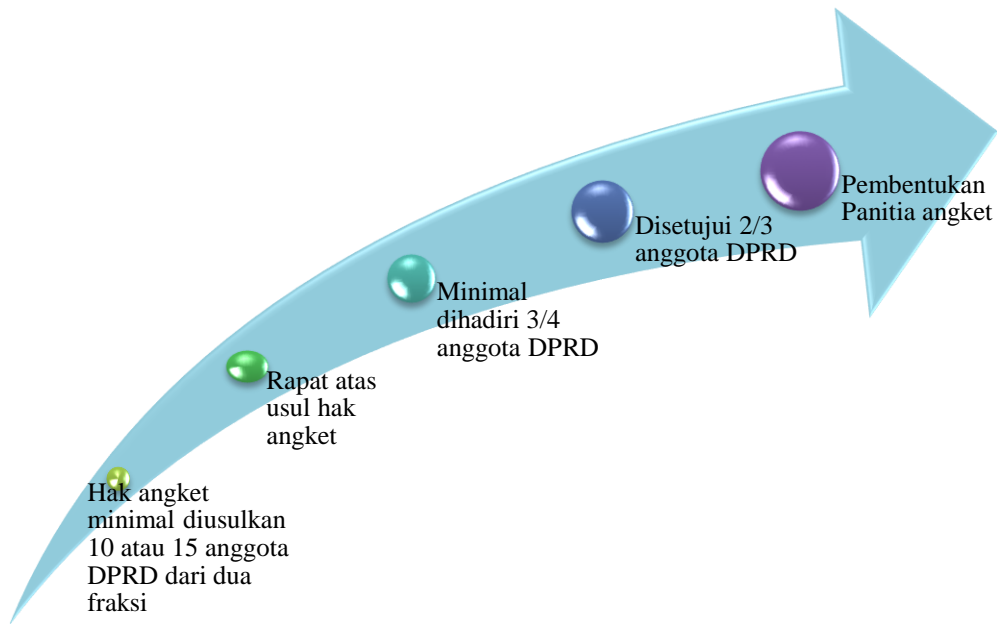 Hak angket
minimal diusulkan
10 atau 15 anggota
DPRD dari dua
fraksi
Rapat atas
usul hak
angket
Minimal
dihadiri 3/4
anggota DPRD
Disetujui 2/3
anggota DPRD
Pembentukan
Panitia angket